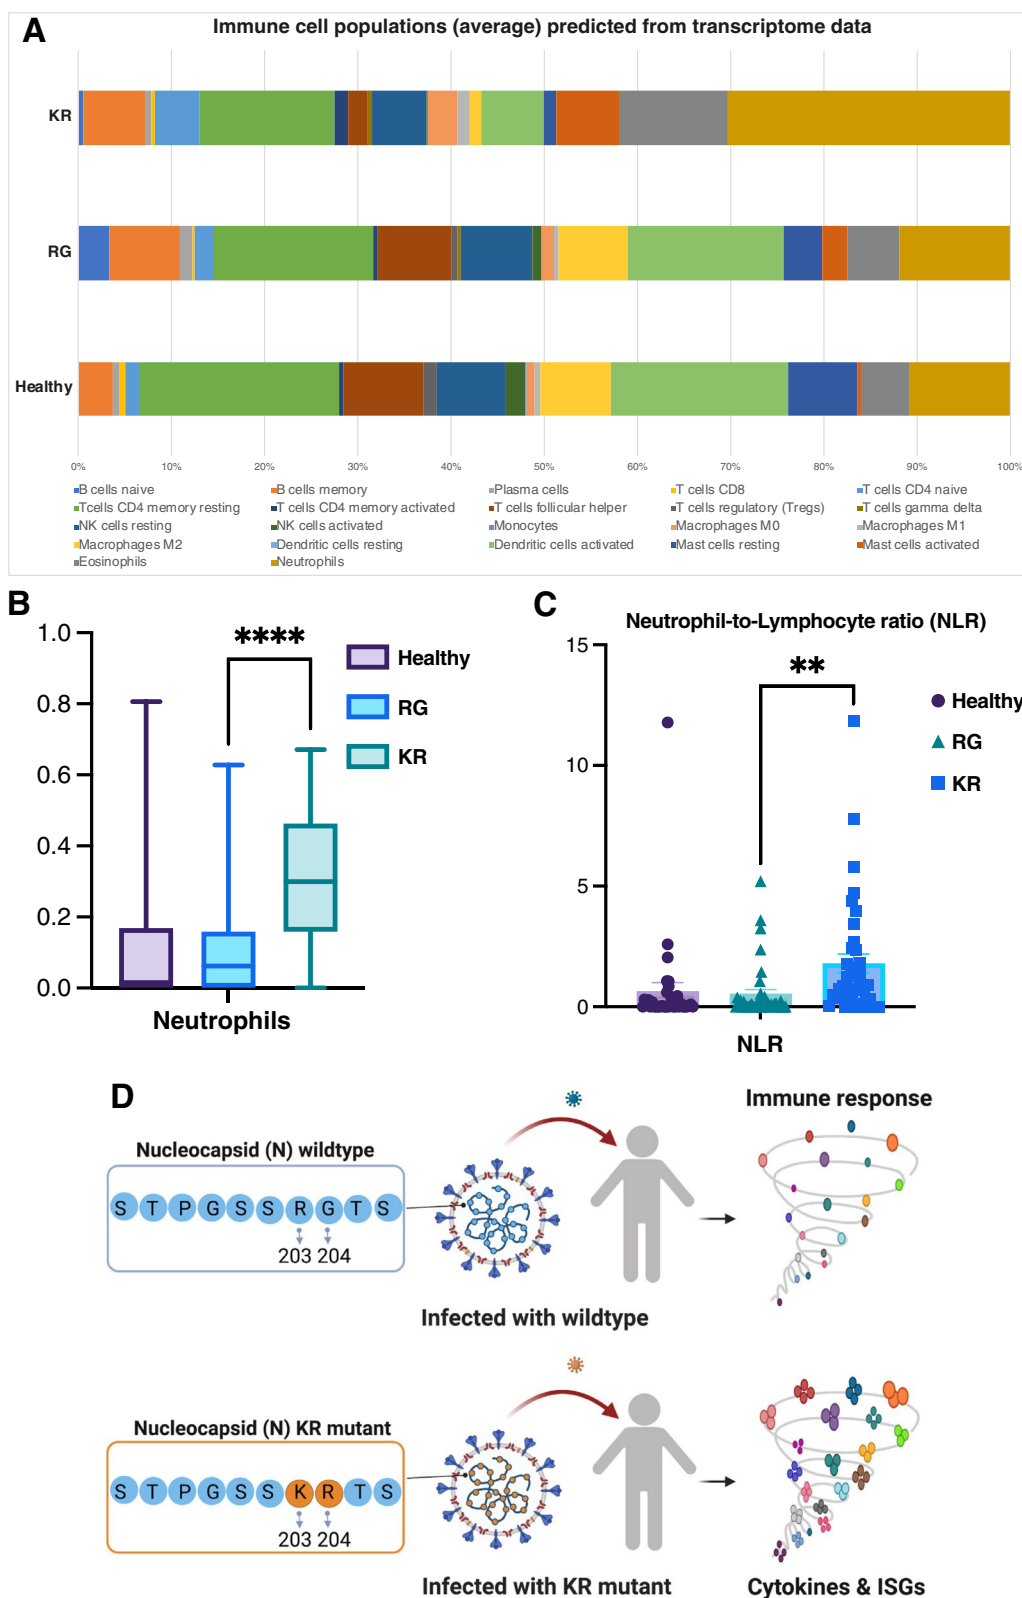 A
Immune cell populations (average) predicted from transcriptome data
KR
RG
Healthy
0% 10% 20% 30% 40% 50% 60% 70% 80% 90% 100%
B cells naive B cells memory Plasma cells T cells CD8 T cells CD4 naive
Tcells CD4 memory resting T cells CD4 memory activated T cells follicular helper T cells regulatory (Tregs) T cells gamma delta
NK cells resting NK cells activated Monocytes Macrophages M0 Macrophages M1
Macrophages M2 Dendritic cells resting Dendritic cells activated Mast cells resting Mast cells activated
Eosinophils Neutrophils
B
1.0
0.8
0.6
0.4
0.2
0.0
****
Healthy
RG
KR
Neutrophils
C
Neutrophil-to-Lymphocyte ratio (NLR)
15
10
5
0
**
Healthy
RG
KR
NLR
D
Nucleocapsid (N) wildtype
S T P G S S R G T S
203 204
Infected with wildtype
Immune response
Nucleocapsid (N) KR mutant
S T P G S S K R T S
203 204
Infected with KR mutant
Cytokines & ISGs